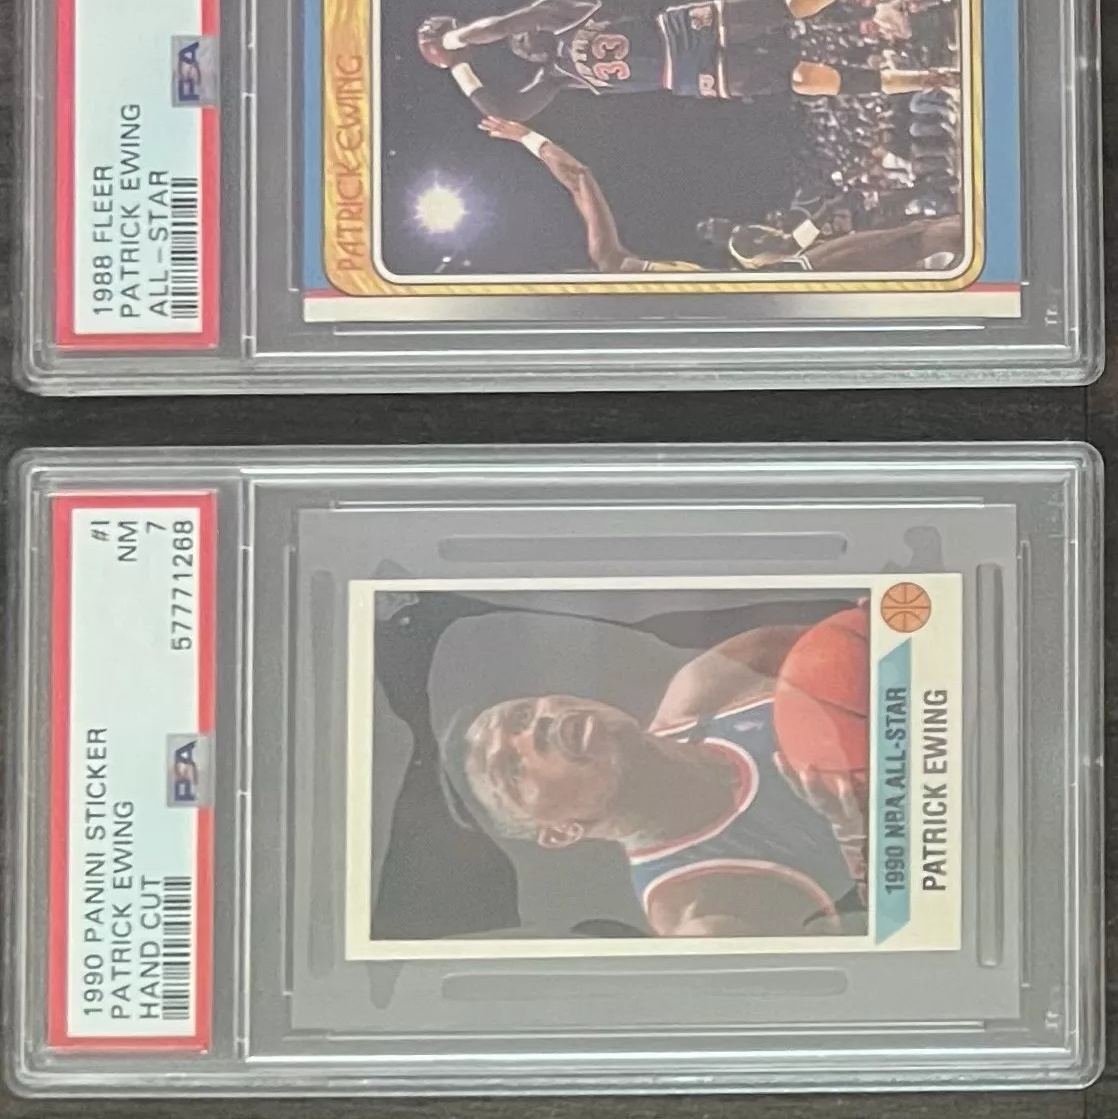 1988 FLEER
PATRICK EWING
ALL-STAR
PSA
PATRICK EWING
33
1990 PANINI STICKER
#I
PATRICK EWING
NM
HAND CUT
7
57771268
PSA
1990 NBA ALL-STAR
PATRICK EWING